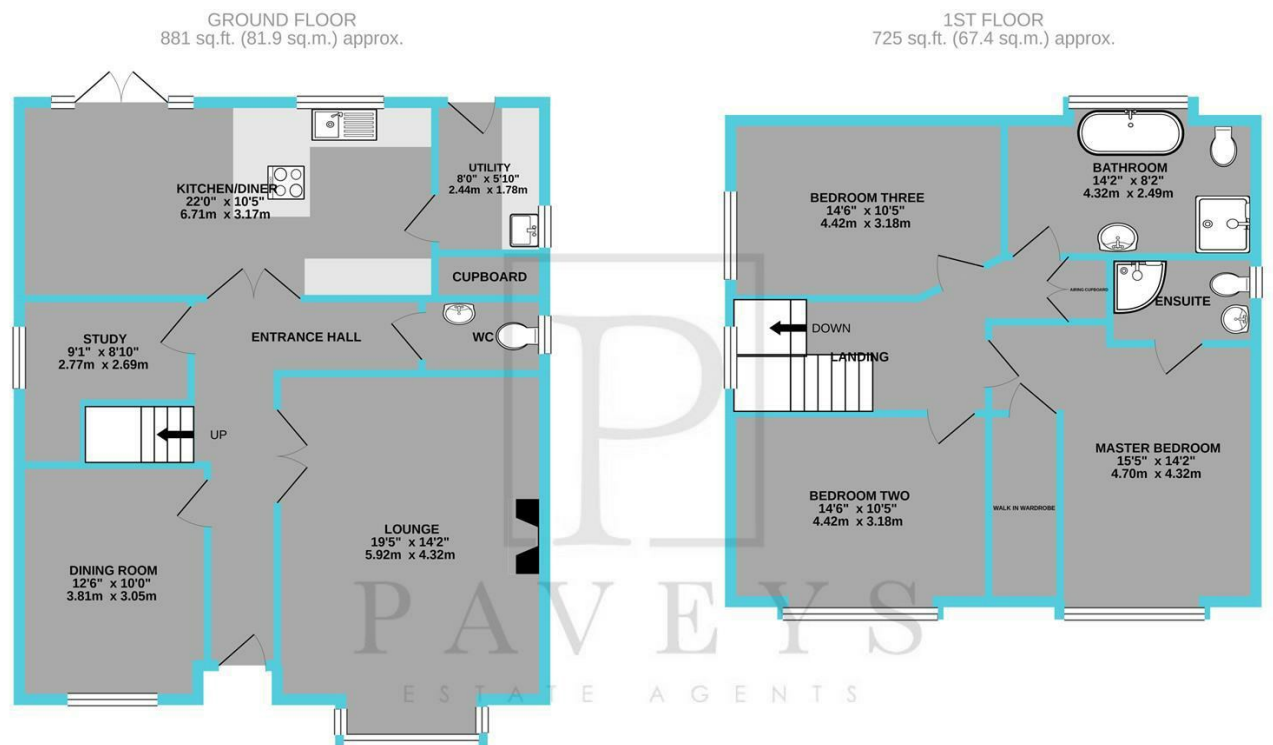 GROUND FLOOR
881 sq.ft. (81.9 sq.m.) approx.
KITCHEN/DINER
22'0" x 10'5"
6.71m x 3.17m
UTILITY
8'0" x 5'10"
2.44m x 1.78m
CUPBOARD
STUDY
9'1" x 8'10"
2.77m x 2.69m
ENTRANCE HALL
WC
UP
LOUNGE
19'5" x 14'2"
5.92m x 4.32m
DINING ROOM
12'6" x 10'0"
3.81m x 3.05m
1ST FLOOR
725 sq.ft. (67.4 sq.m.) approx.
BEDROOM THREE
14'6" x 10'5"
4.42m x 3.18m
BATHROOM
14'2" x 8'2"
4.32m x 2.49m
AIRING CUPBOARD
ENSUITE
DOWN
LANDING
MASTER BEDROOM
15'5" x 14'2"
4.70m x 4.32m
BEDROOM TWO
14'6" x 10'5"
4.42m x 3.18m
WALK IN WARDROBE
P
PAVEYS
ESTATE AGENTS